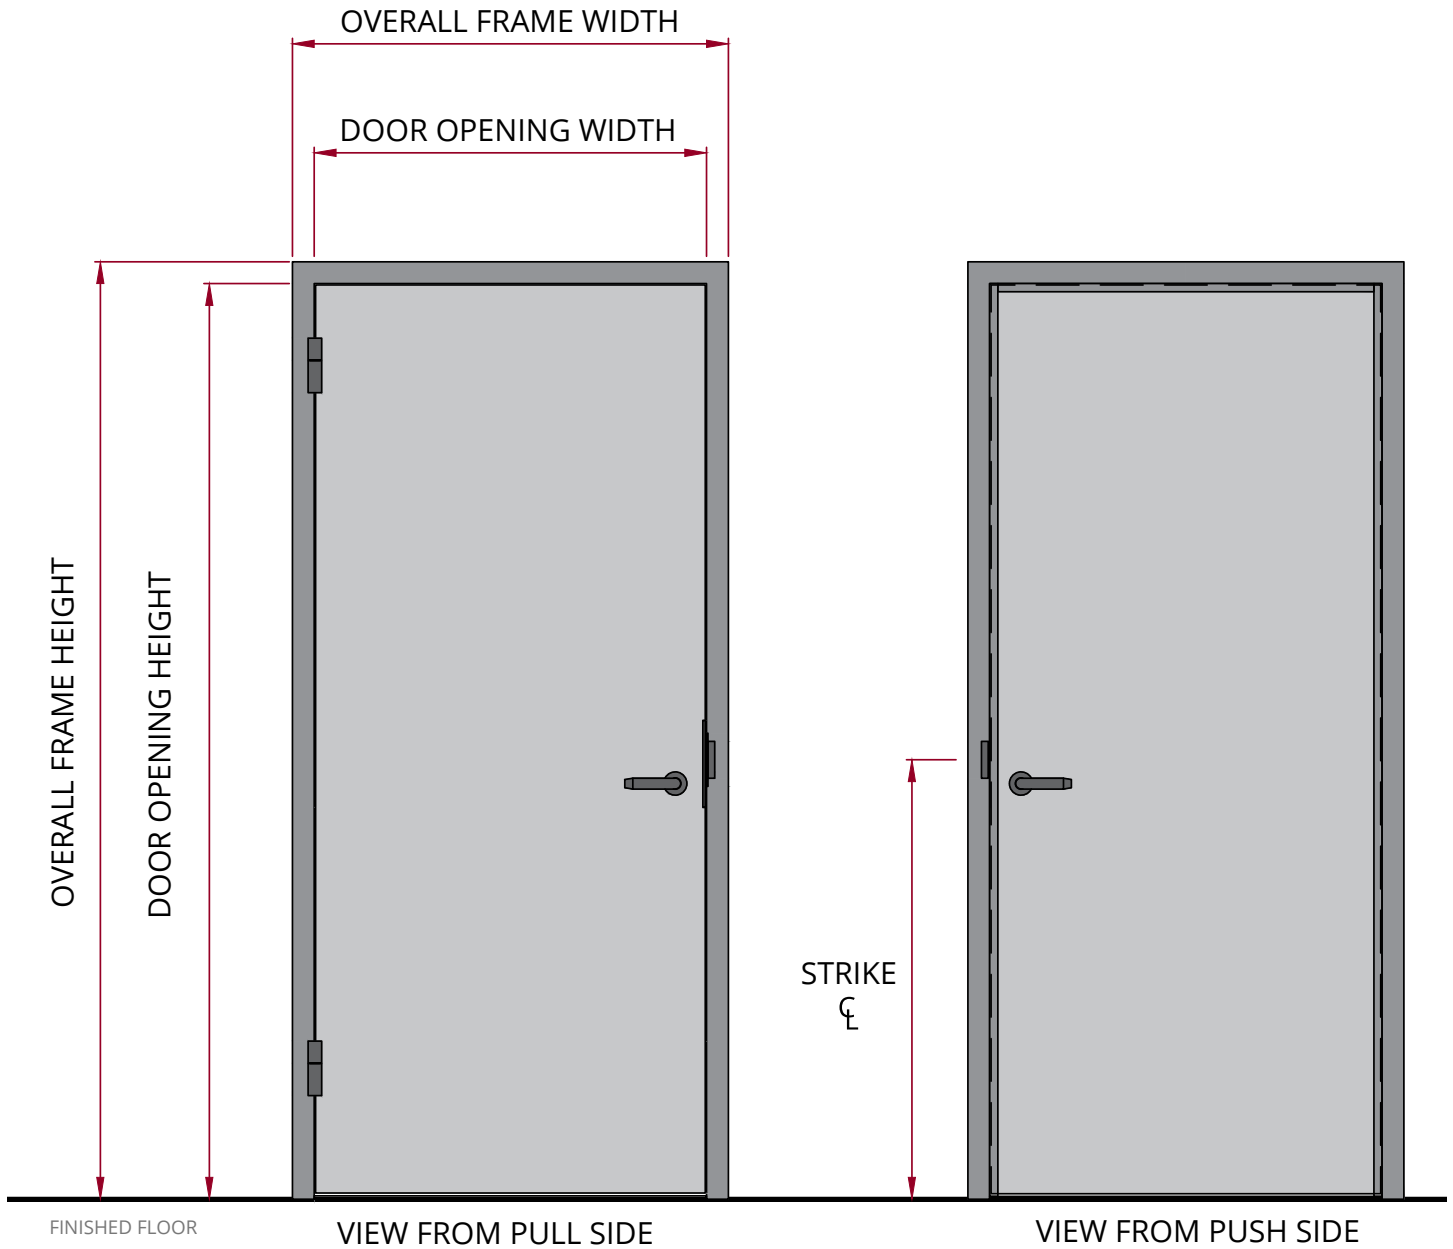 OVERALL FRAME WIDTH
DOOR OPENING WIDTH
OVERALL FRAME HEIGHT
DOOR OPENING HEIGHT
STRIKE
℄
FINISHED FLOOR
VIEW FROM PULL SIDE
VIEW FROM PUSH SIDE